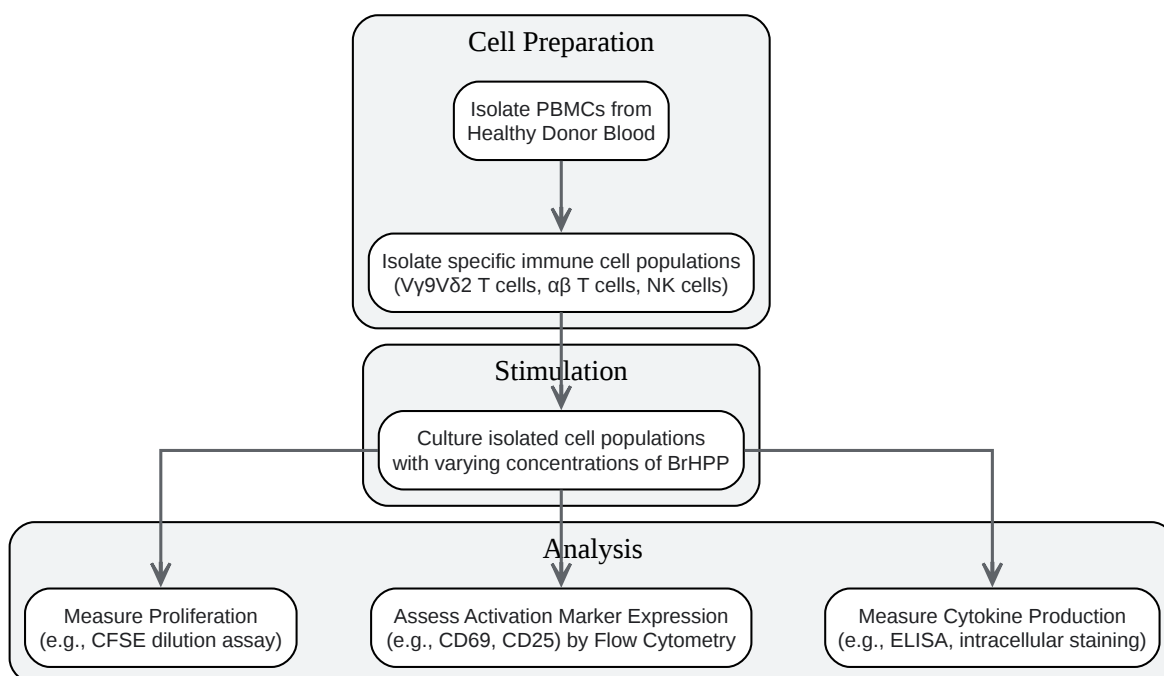 Cell Preparation
Isolate PBMCs from
Healthy Donor Blood
Isolate specific immune cell populations
(Vγ9Vδ2 T cells, αβ T cells, NK cells)
Stimulation
Culture isolated cell populations
with varying concentrations of BrHPP
Analysis
Measure Proliferation
(e.g., CFSE dilution assay)
Assess Activation Marker Expression
(e.g., CD69, CD25) by Flow Cytometry
Measure Cytokine Production
(e.g., ELISA, intracellular staining)